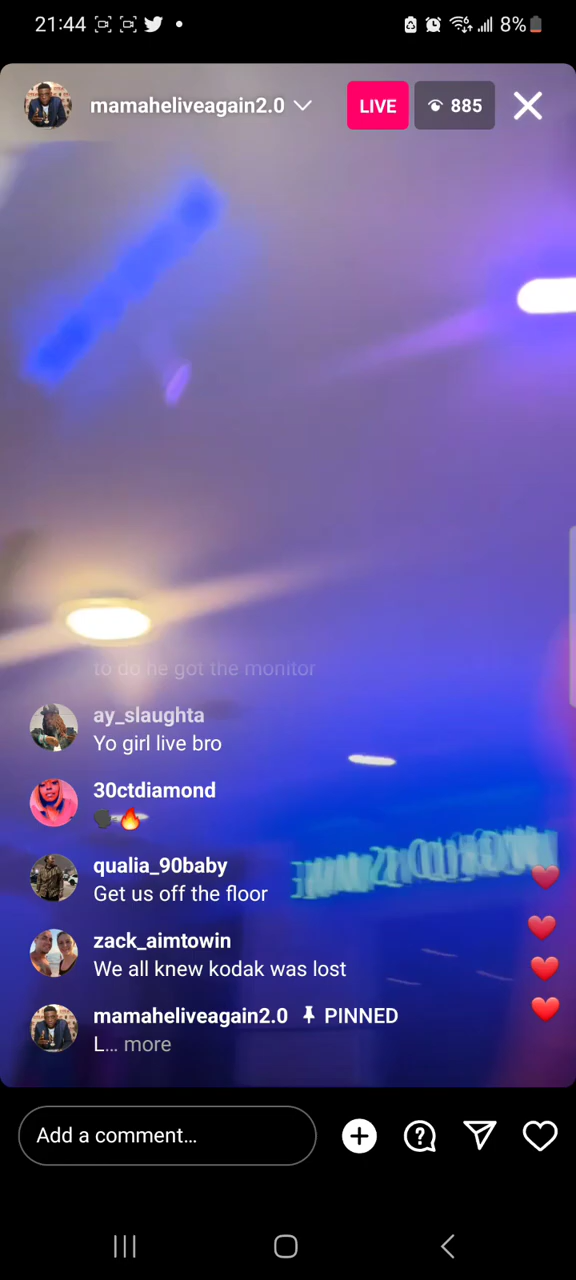 21:44
8%
mamaheliveagain2.0
LIVE
885
to do he got the monitor
ay_slaughta
Yo girl live bro
30ctdiamond
qualia_90baby
Get us off the floor
zack_aimtowin
We all knew kodak was lost
mamaheliveagain2.0 PINNED
L... more
Add a comment...